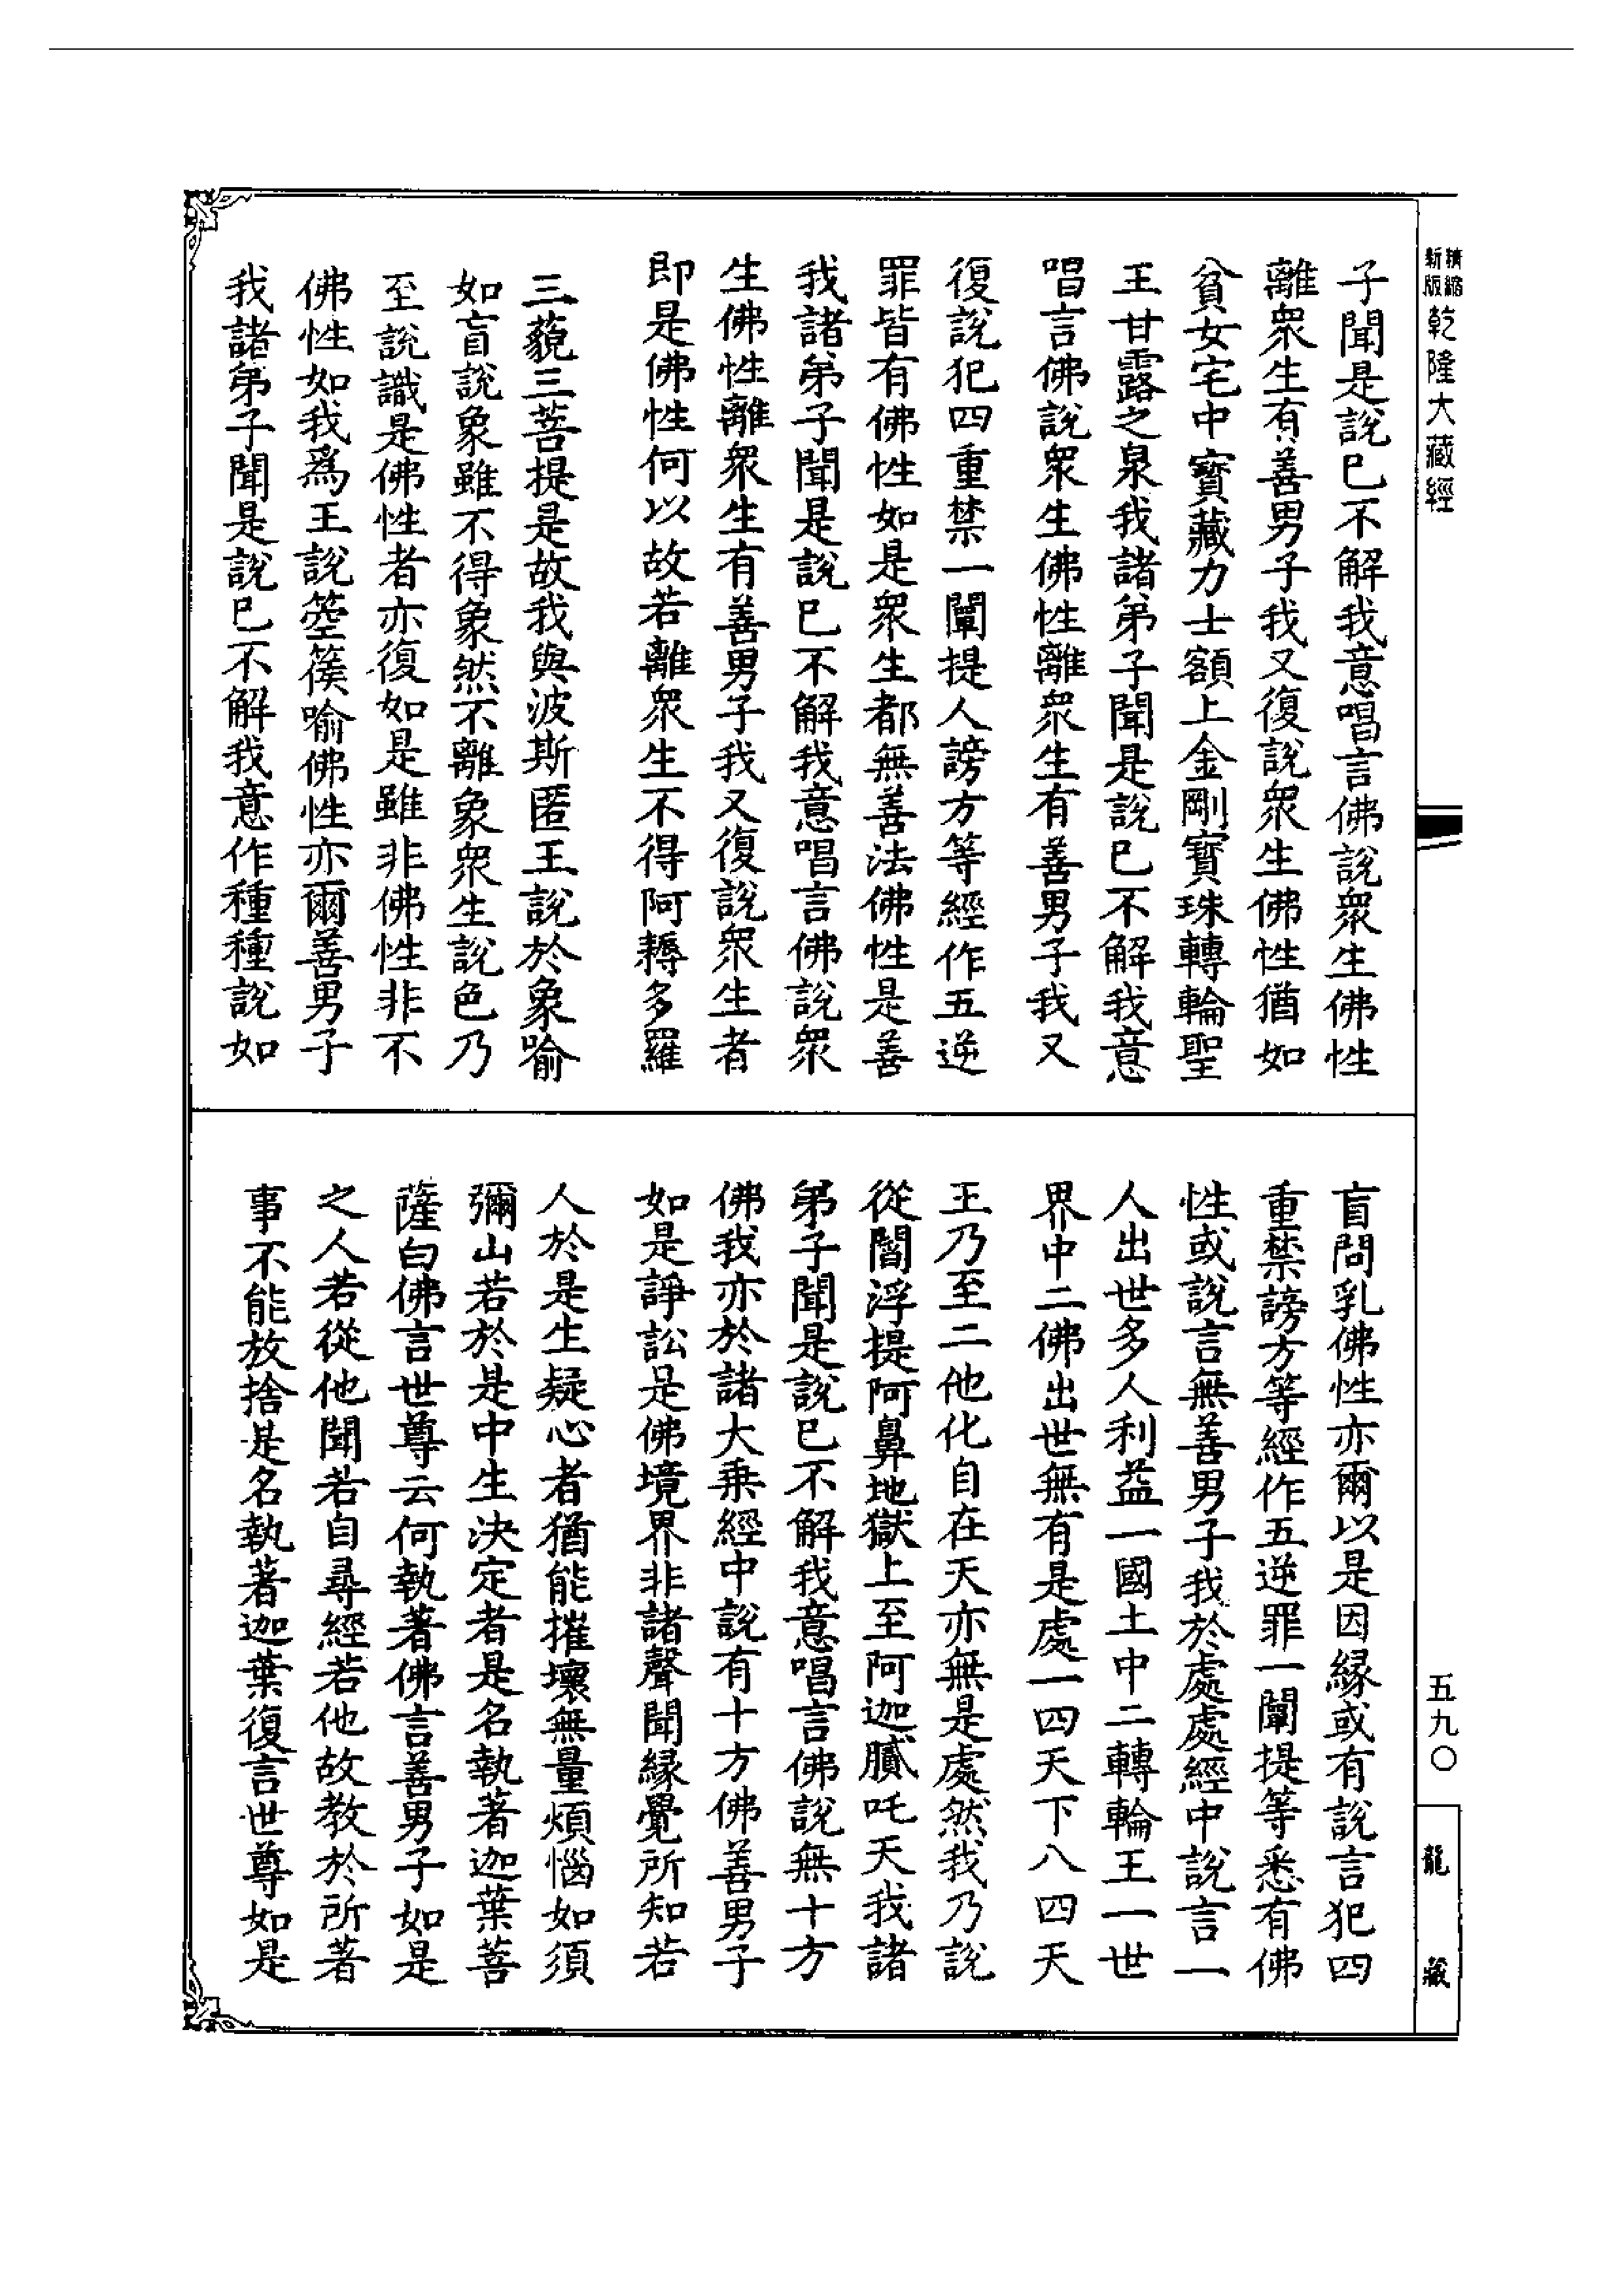 精縮新版乾隆大藏經
五九〇
龍藏
子聞是說已不解我意唱言佛說衆生佛性
離衆生有善男子我又復說衆生佛性猶如
貧女宅中寶藏力士額上金剛寶珠轉輪聖
王甘露之泉我諸弟子聞是說已不解我意
唱言佛說衆生佛性離衆生有善男子我又
復說犯四重禁一闡提人謗方等經作五逆
罪皆有佛性如是衆生都無善法佛性是善
我諸弟子聞是說已不解我意唱言佛說衆
生佛性離衆生有善男子我又復說衆生者
即是佛性何以故若離衆生不得阿耨多羅
三藐三菩提是故我與波斯匿王說於象喻
如盲說象雖不得象然不離象衆生說色乃
至說識是佛性者亦復如是雖非佛性非不
佛性如我爲王說箜篌喻佛性亦爾善男子
我諸弟子聞是說已不解我意作種種說如
盲問乳佛性亦爾以是因緣或有說言犯四
重禁謗方等經作五逆罪一闡提等悉有佛
性或說言無善男子我於處處經中說言一
人出世多人利益一國土中二轉輪王一世
界中二佛出世無有是處一四天下八四天
王乃至二他化自在天亦無是處然我乃說
從閻浮提阿鼻地獄上至阿迦膩吒天我諸
弟子聞是說已不解我意唱言佛說無十方
佛我亦於諸大乘經中說有十方佛善男子
如是諍訟是佛境界非諸聲聞緣覺所知若
人於是生疑心者猶能摧壞無量煩惱如須
彌山若於是中生決定者是名執著迦葉菩
薩白佛言世尊云何執著佛言善男子如是
之人若從他聞若自尋經若他故教於所著
事不能放捨是名執著迦葉復言世尊如是